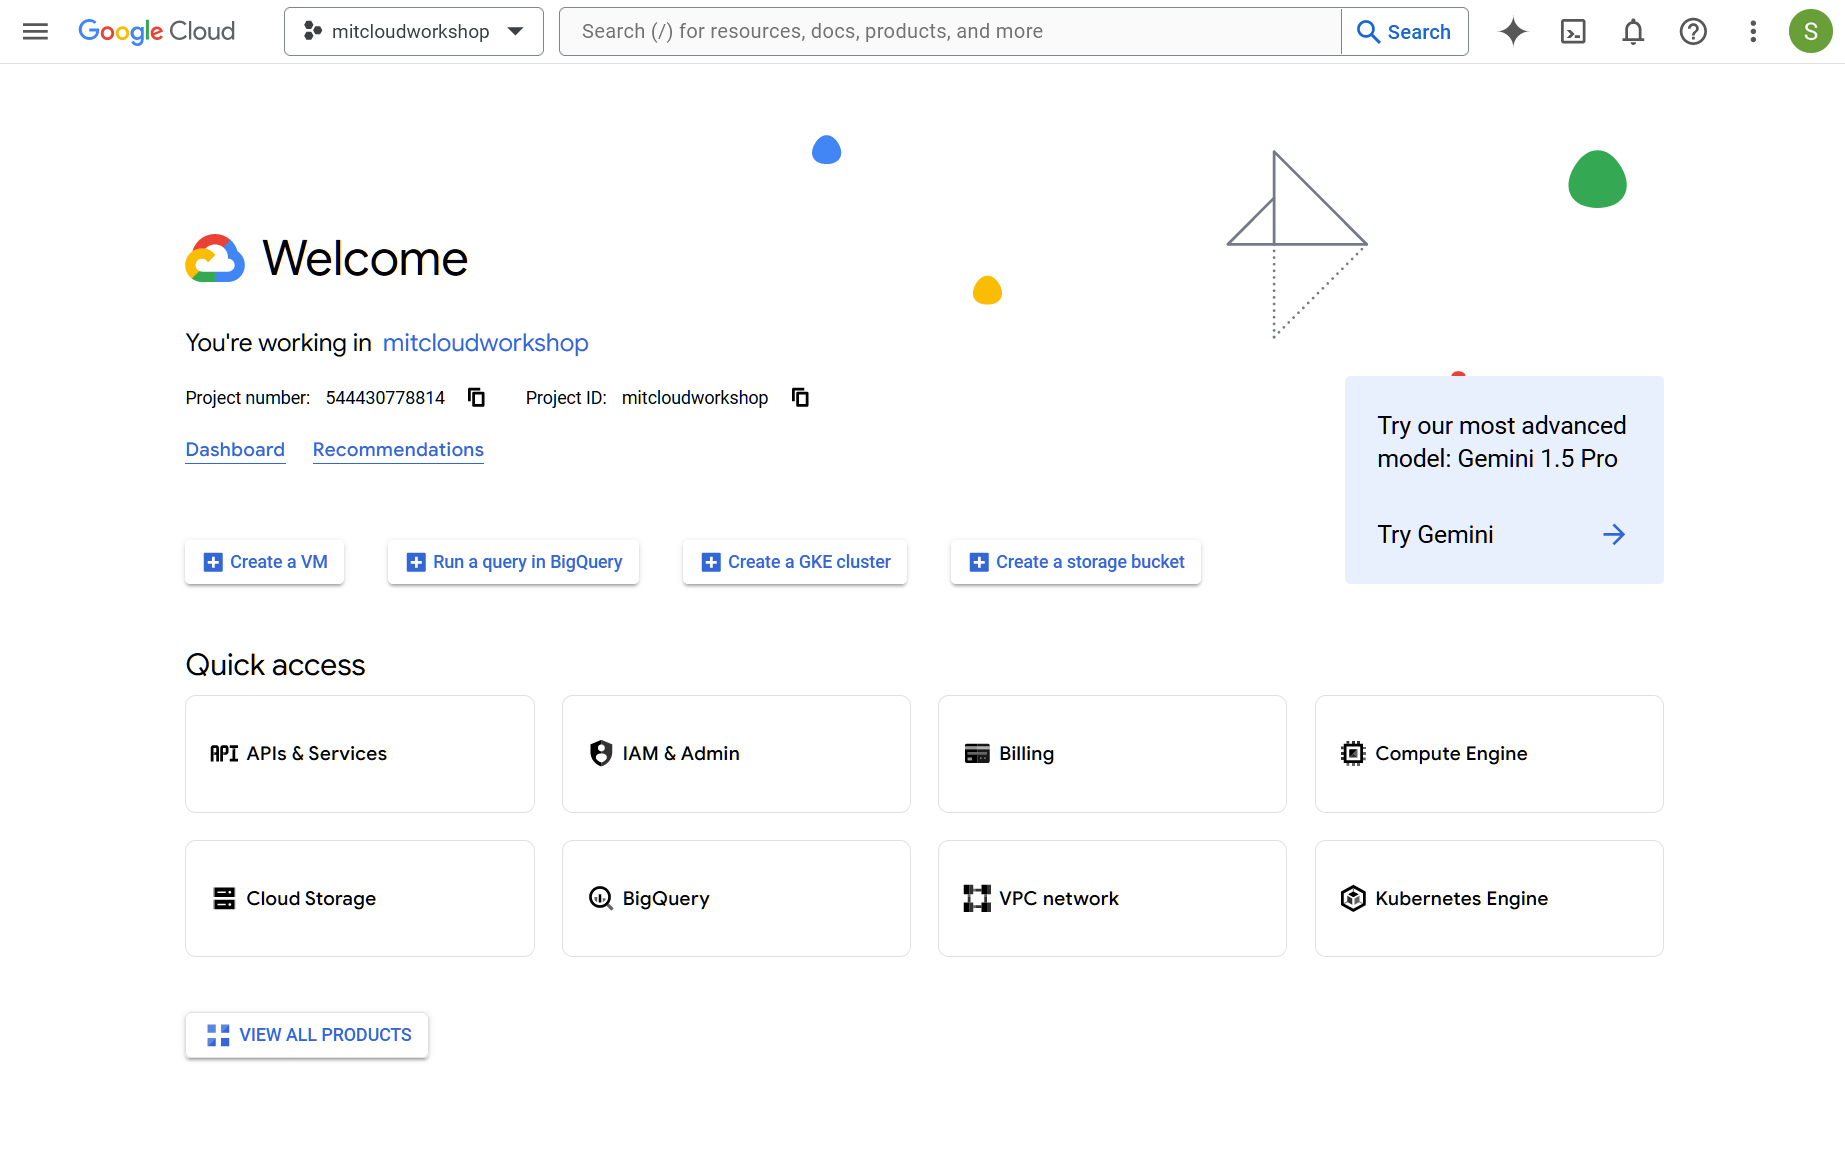 Google Cloud
mitcloudworkshop
Search (/) for resources, docs, products, and more
Search
S
Welcome
You're working in mitcloudworkshop
Project number: 544430778814
Project ID: mitcloudworkshop
Dashboard
Recommendations
Try our most advanced
model: Gemini 1.5 Pro
Try Gemini
Create a VM
Run a query in BigQuery
Create a GKE cluster
Create a storage bucket
Quick access
API APIs & Services
IAM & Admin
Billing
Compute Engine
Cloud Storage
BigQuery
VPC network
Kubernetes Engine
VIEW ALL PRODUCTS